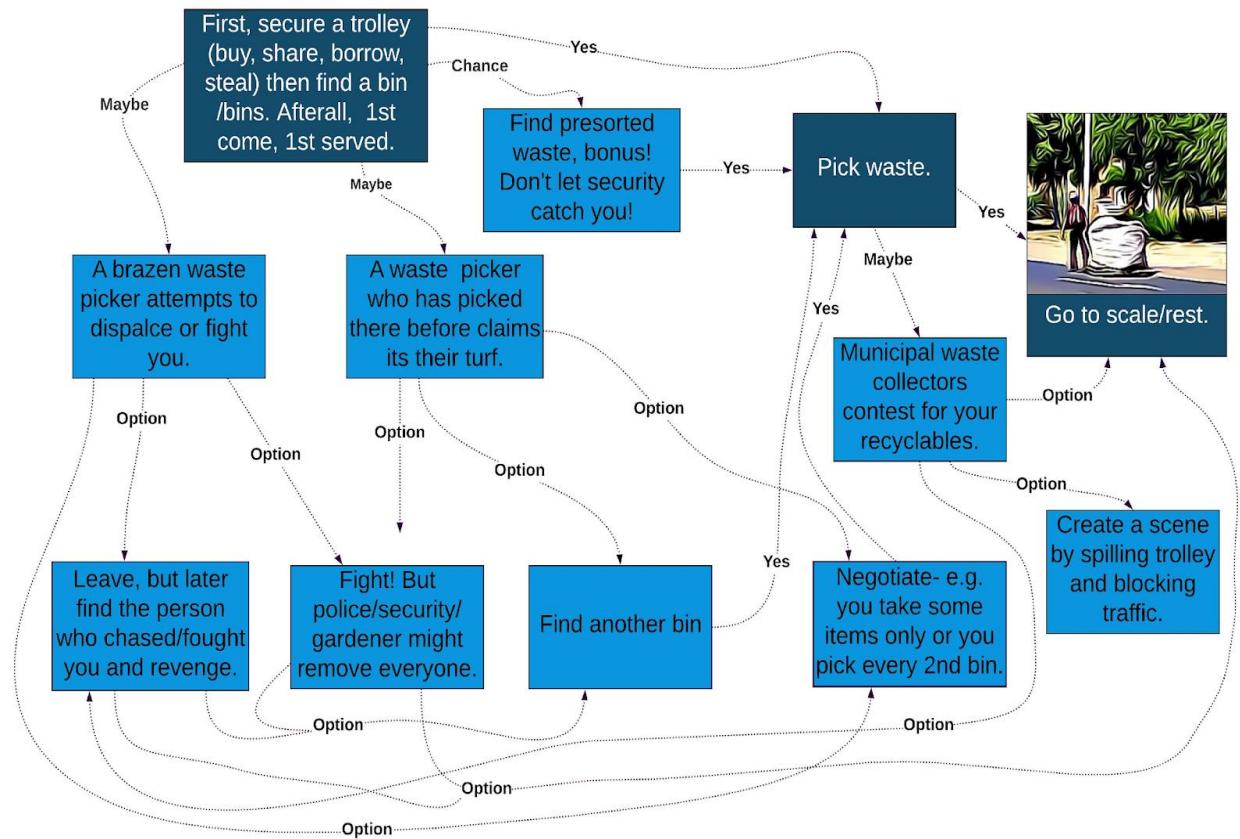 First, secure a trolley
(buy, share, borrow,
steal) then find a bin
/bins. Afterall, 1st
come, 1st served.
Yes
Chance
Maybe
Maybe
Find presorted
waste, bonus!
Don't let security
catch you!
Yes
Pick waste.
Yes
Maybe
Go to scale/rest.
A brazen waste
picker attempts to
dispalce or fight
you.
A waste picker
who has picked
there before claims
its their turf.
Yes
Municipal waste
collectors
contest for your
recyclables.
Option
Option
Option
Option
Option
Option
Option
Create a scene
by spilling trolley
and blocking
traffic.
Leave, but later
find the person
who chased/fought
you and revenge.
Fight! But
police/security/
gardener might
remove everyone.
Find another bin
Yes
Negotiate- e.g.
you take some
items only or you
pick every 2nd bin.
Option
Option
Option
Option